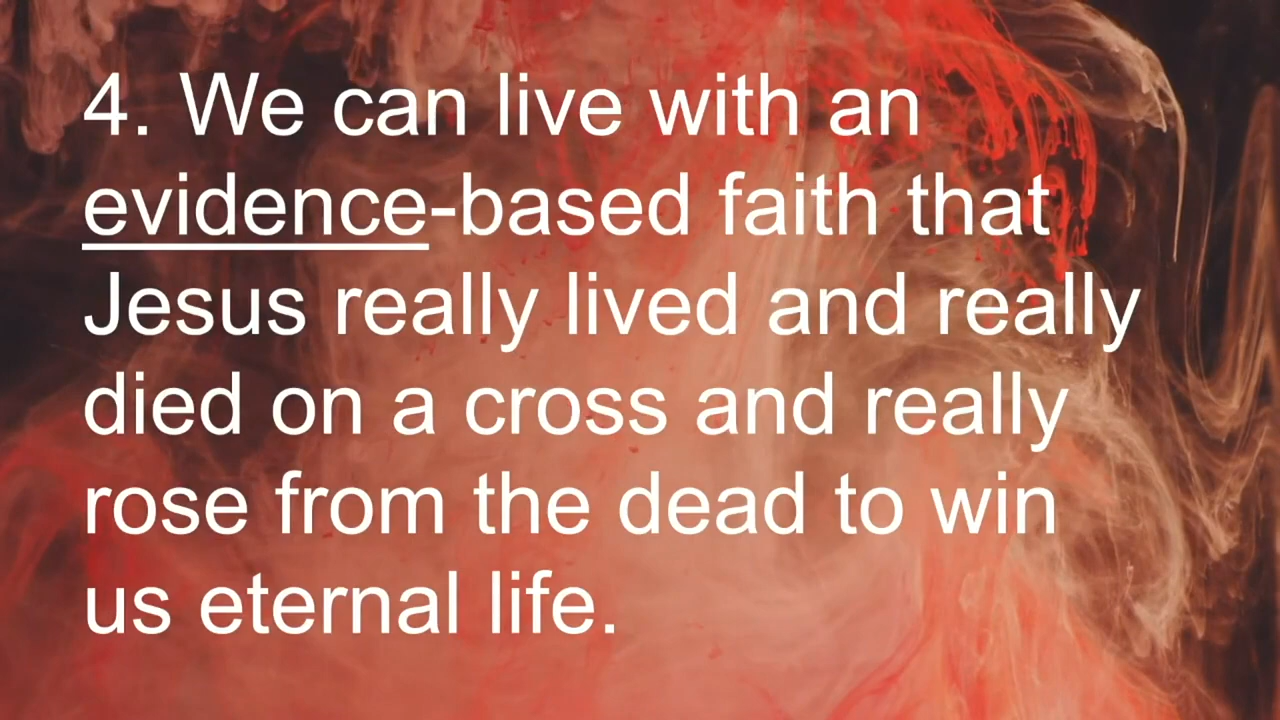 4. We can live with an
evidence-based faith that
Jesus really lived and really
died on a cross and really
rose from the dead to win
us eternal life.